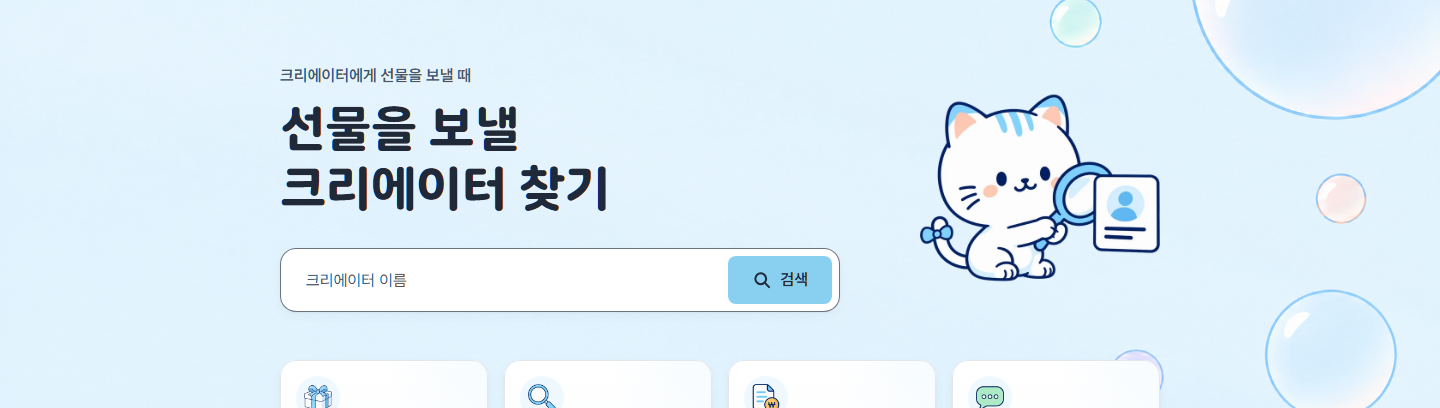 크리에이터에게 선물을 보낼 때
선물을 보낼
크리에이터 찾기
크리에이터 이름
검색
₩